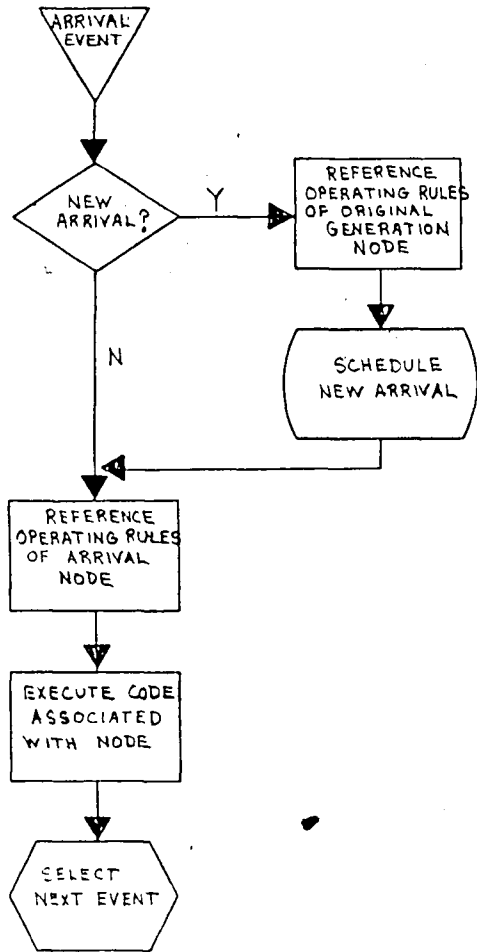 ARRIVAL
EVENT
NEW
ARRIVAL?
Y
REFERENCE
OPERATING RULES
OF ORIGINAL
GENERATION
NODE
SCHEDULE
NEW ARRIVAL
N
REFERENCE
OPERATING RULES
OF ARRIVAL
NODE
EXECUTE CODE
ASSOCIATED
WITH NODE
SELECT
NEXT EVENT